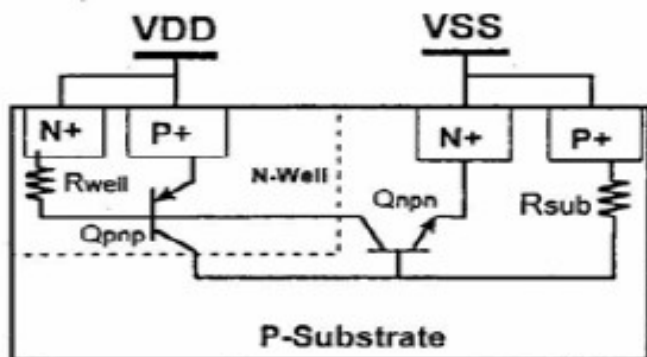 VDD VSS
N+ P+ N+ P+
Rwell N-Well Qnpn Rsub
Qpnp
P-Substrate